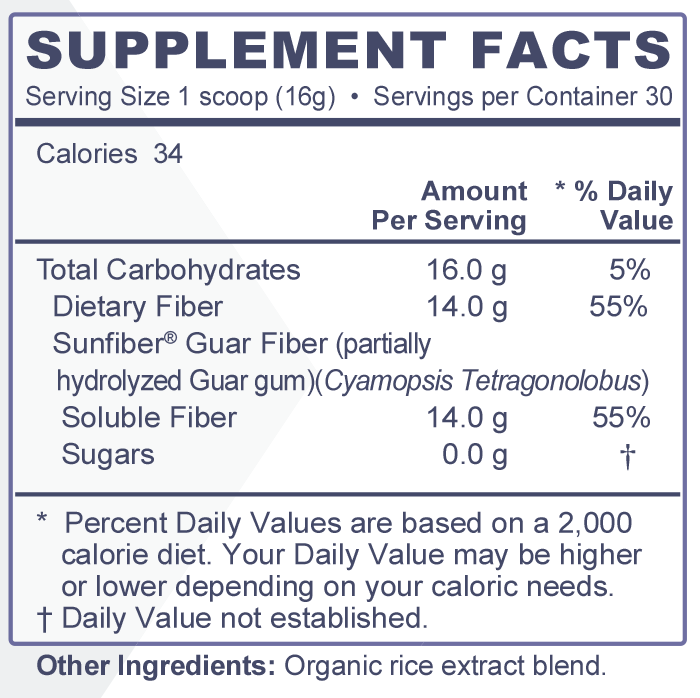 SUPPLEMENT FACTS
Serving Size 1 scoop (16g) • Servings per Container 30
Calories 34
Amount * % Daily
Per Serving Value
Total Carbohydrates 16.0 g 5%
Dietary Fiber 14.0 g 55%
Sunfiber® Guar Fiber (partially
hydrolyzed Guar gum)(Cyamopsis Tetragonolobus)
Soluble Fiber 14.0 g 55%
Sugars 0.0 g †
* Percent Daily Values are based on a 2,000
calorie diet. Your Daily Value may be higher
or lower depending on your caloric needs.
† Daily Value not established.
Other Ingredients: Organic rice extract blend.